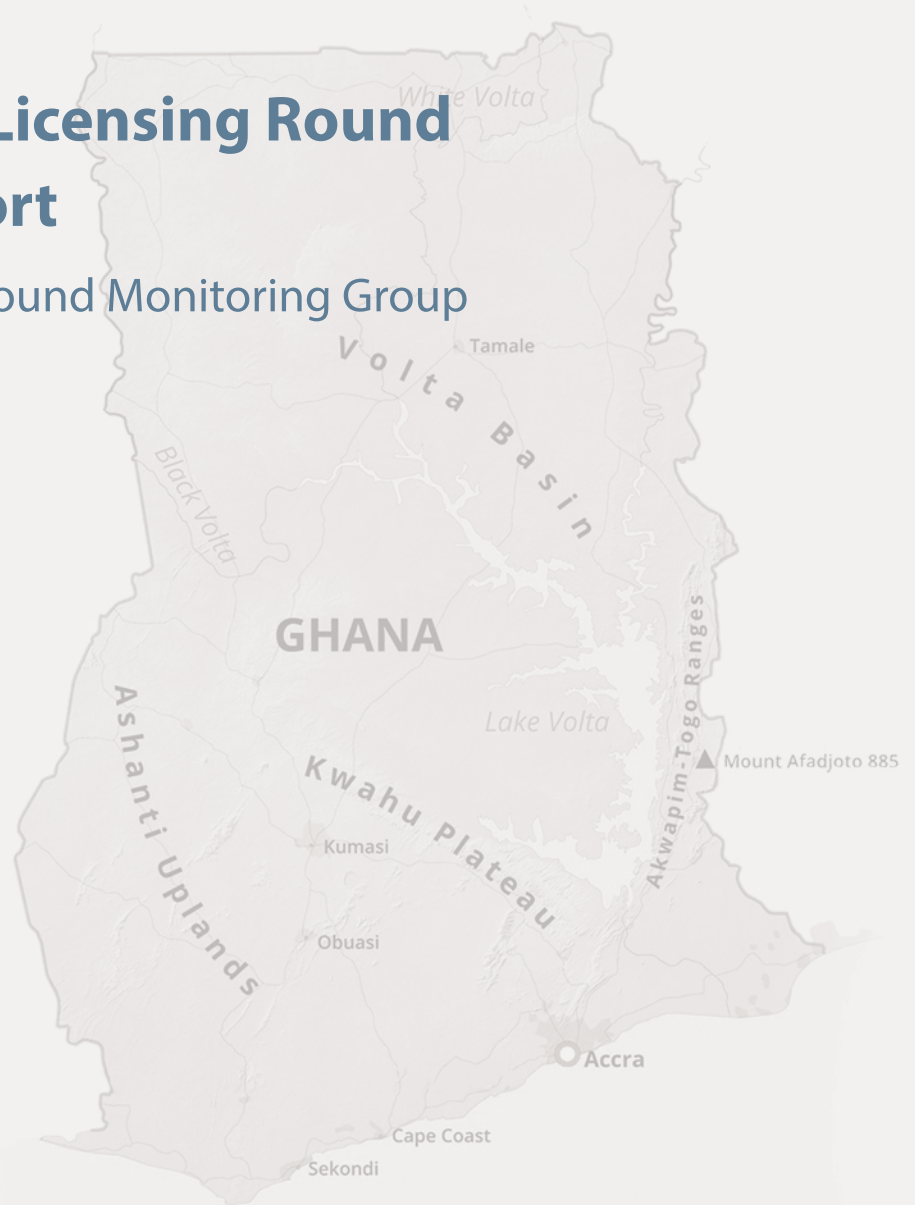 White Volta
Licensing Round
ort
ound Monitoring Group
Tamale
Volta Basin
Black Volta
GHANA
Akwapim-Togo Ranges
Ashanti Uplands
Lake Volta
Mount Afadjoto 885
Kwahu Plateau
Kumasi
Obuasi
Accra
Cape Coast
Sekondi